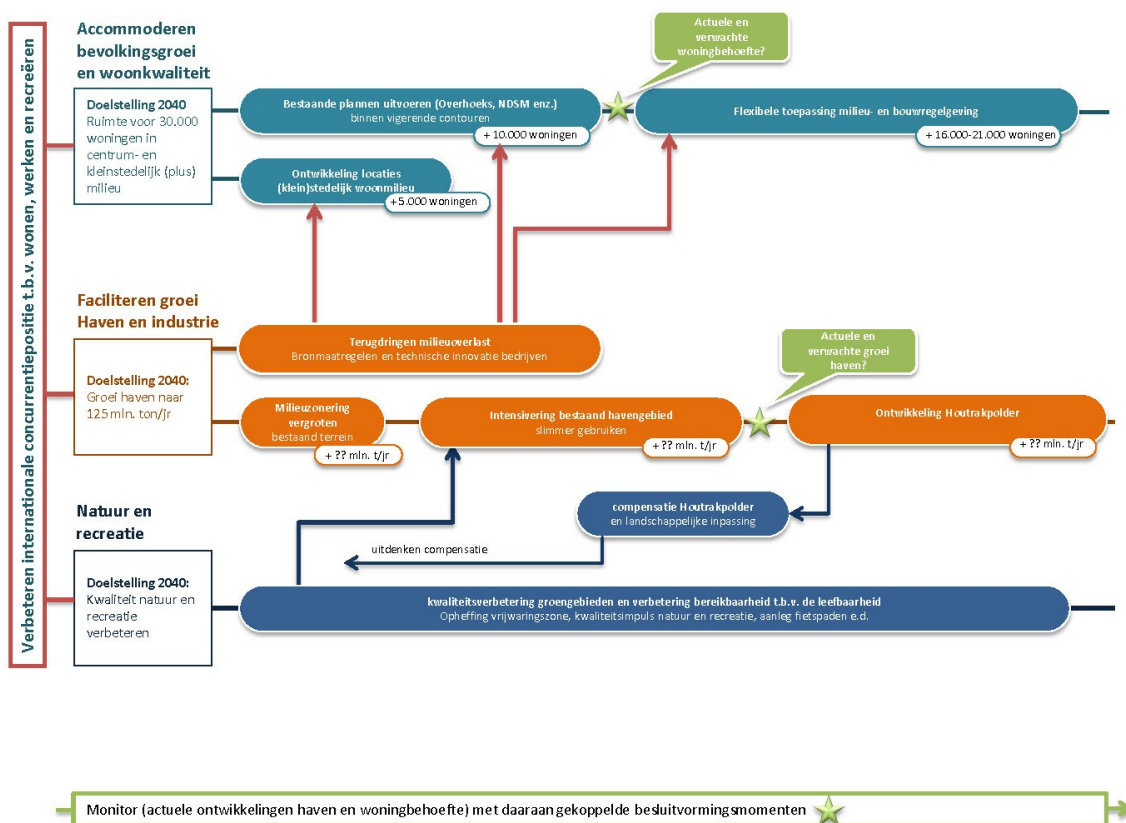 Verbeteren internationale concurrentiepositie t.b.v. wonen, werken en recreëren
Accommoderen
bevolkingsgroei
en woonkwaliteit
Doelstelling 2040
Ruimte voor 30.000
woningen in
centrum- en
kleinstedelijk (plus)
milieu
Bestaande plannen uitvoeren (Overhoeks, NDSM enz.)
binnen vigerende contouren
+ 10.000 woningen
Actuele en
verwachte
woningbehoefte?
Flexibele toepassing milieu- en bouwregelgeving
+ 16.000-21.000 woningen
Ontwikkeling locaties
(klein)stedelijk woonmilieu
+ 5.000 woningen
Faciliteren groei
Haven en industrie
Doelstelling 2040:
Groei haven naar
125 mln. ton/jr
Terugdringen milieuoverlast
Bronmaatregelen en technische innovatie bedrijven
Actuele en
verwachte groei
haven?
Milieuzonering
vergroten
bestaand terrein
+ ?? mln. t/jr
Intensivering bestaand havengebied
slimmer gebruiken
+ ?? mln. t/jr
Ontwikkeling Houtrakpolder
+ ?? mln. t/jr
Natuur en
recreatie
Doelstelling 2040:
Kwaliteit natuur en
recreatie
verbeteren
compensatie Houtrakpolder
en landschappelijke inpassing
uitdenken compensatie
kwaliteitsverbetering groengebieden en verbetering bereikbaarheid t.b.v. de leefbaarheid
Opheffing vrijwaringszone, kwaliteitsimpuls natuur en recreatie, aanleg fietspaden e.d.
Monitor (actuele ontwikkelingen haven en woningbehoefte) met daaraan gekoppelde besluitvormingsmomenten